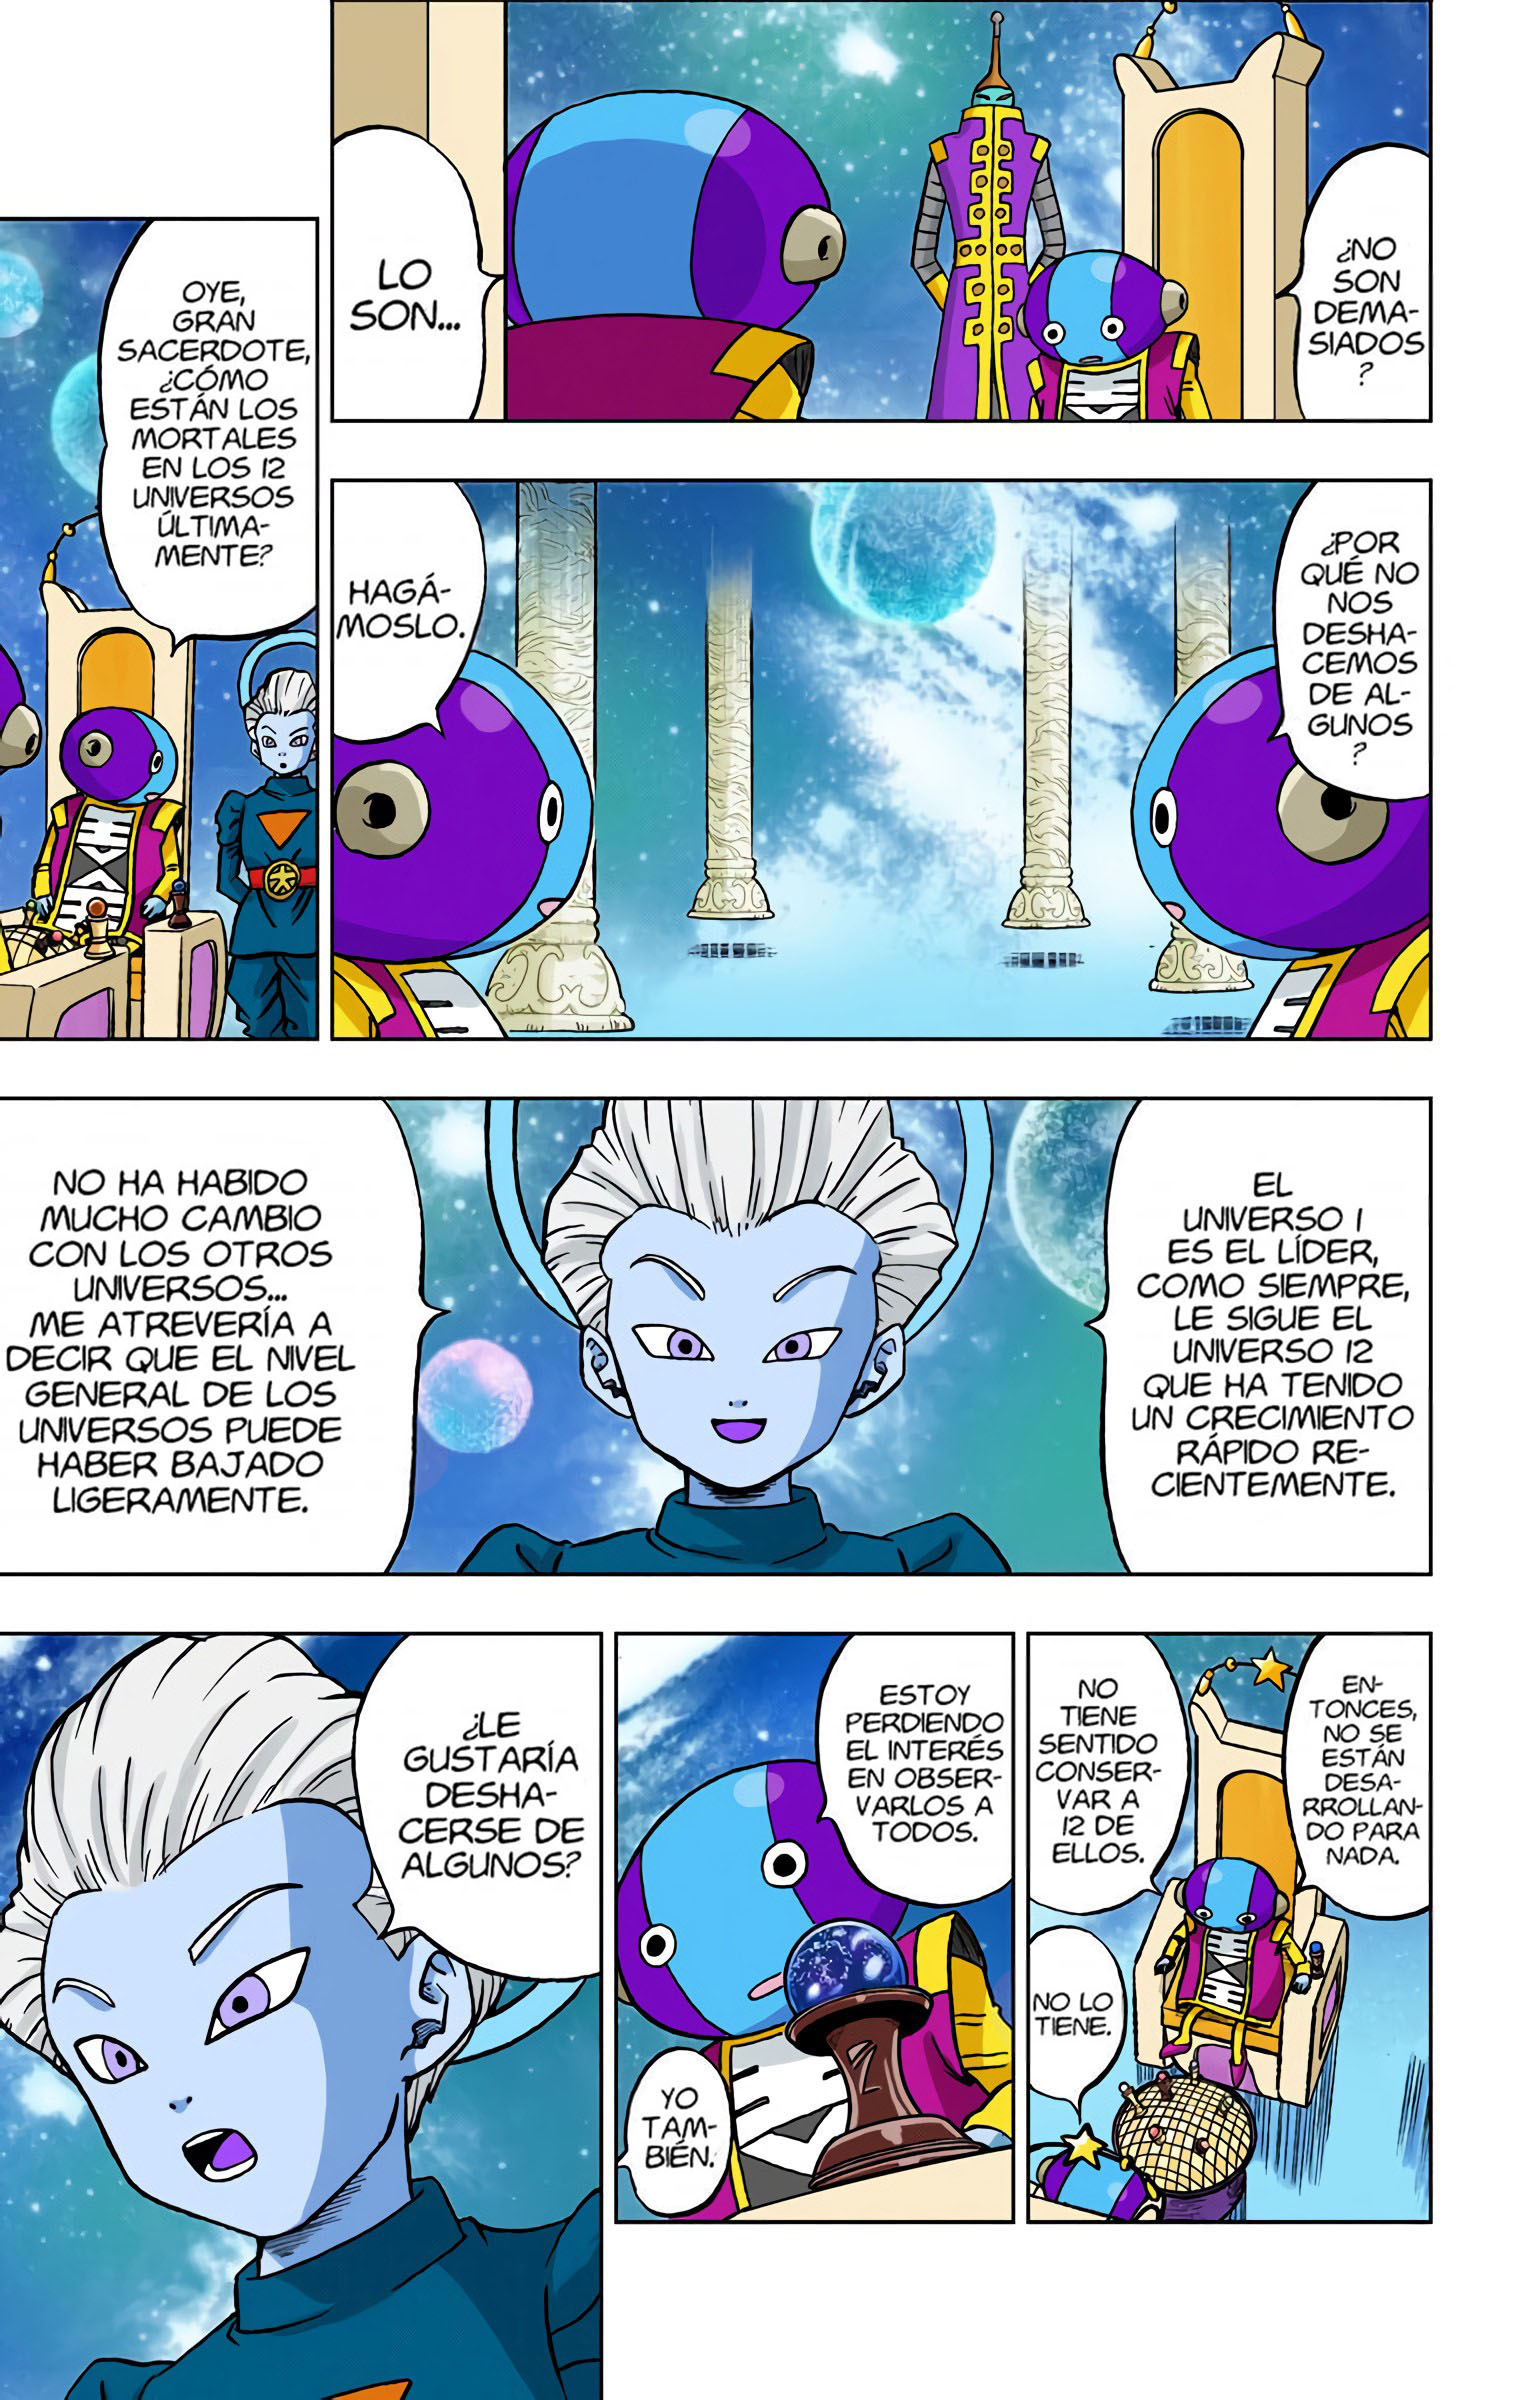 ¿NO
SON
DEMA-
SIADOS
?
LO
SON...
¿POR
QUÉ NO
NOS
DESHA-
CEMOS
DE AL-
GUNOS
?
HAGÁ-
MOSLO.
OYE,
GRAN
SACERDOTE,
¿CÓMO
ESTÁN LOS
MORTALES
EN LOS 12
UNIVERSOS
ÚLTIMA-
MENTE?
EL
UNIVERSO 1
ES EL LÍDER,
COMO SIEMPRE,
LE SIGUE EL
UNIVERSO 12
QUE HA TENIDO
UN CRECIMIENTO
RÁPIDO RE-
CIENTEMENTE.
NO HA HABIDO
MUCHO CAMBIO
CON LOS OTROS
UNIVERSOS...
ME ATREVERÍA A
DECIR QUE EL NIVEL
GENERAL DE LOS
UNIVERSOS PUEDE
HABER BAJADO
LIGERAMENTE.
EN-
TONCES,
NO SE
ESTÁN
DESA-
RROLLAN-
DO PARA
NADA.
NO
TIENE
SENTIDO
CONSER-
VAR A
12 DE
ELLOS.
NO LO
TIENE.
ESTOY
PERDIENDO
EL INTERÉS
EN OBSER-
VARLOS A
TODOS.
YO
TAM-
BIÉN.
7
¿LE
GUSTARÍA
DESHA-
CERSE DE
ALGUNOS?